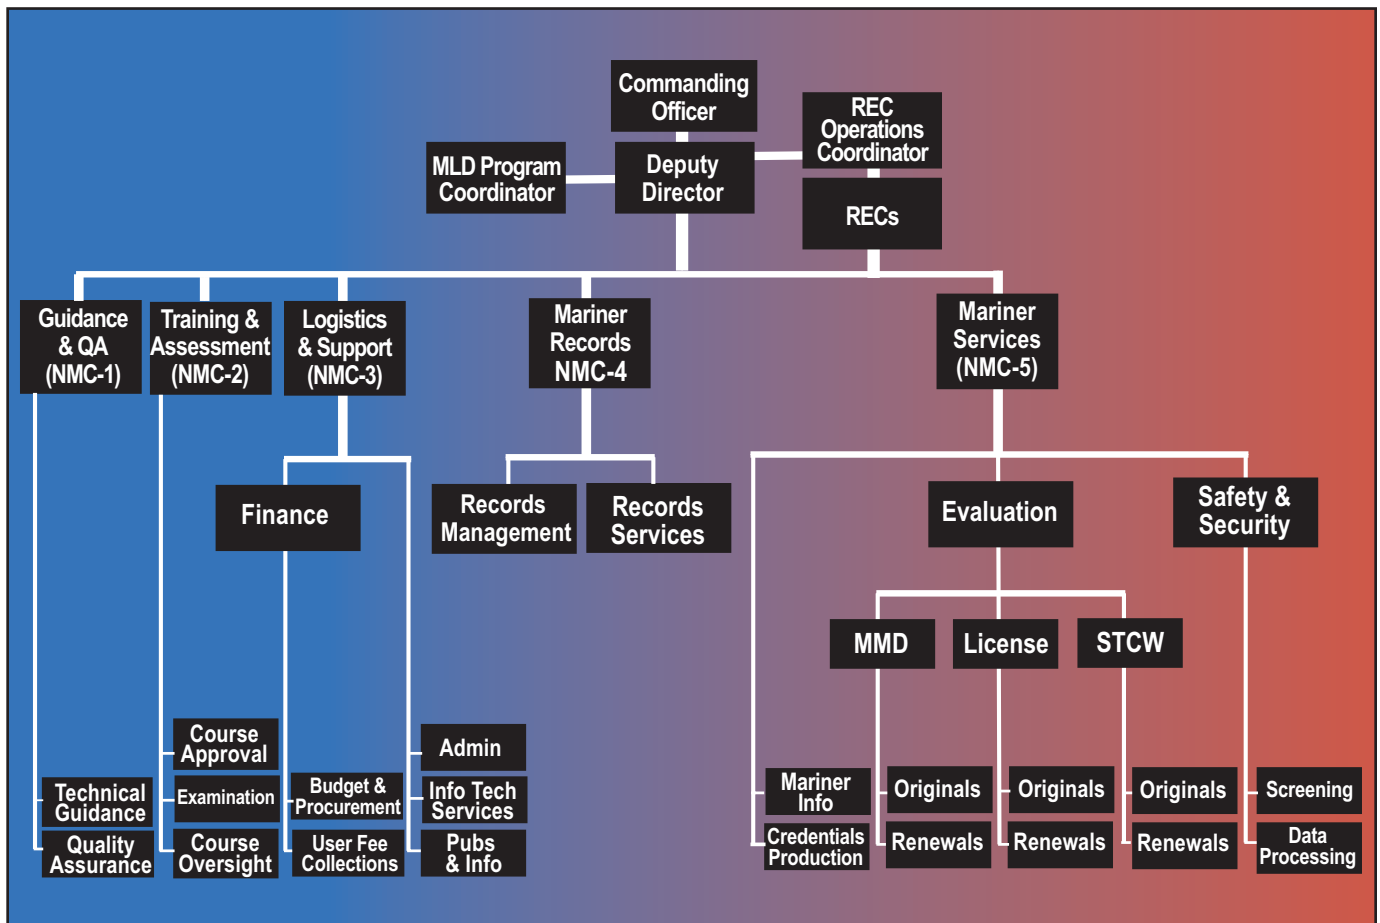 Commanding
Officer
REC
Operations
Coordinator
MLD Program
Coordinator
Deputy
Director
RECs
Guidance
& QA
(NMC-1)
Training &
Assessment
(NMC-2)
Logistics
& Support
(NMC-3)
Mariner
Records
NMC-4
Mariner
Services
(NMC-5)
Finance
Records
Management
Records
Services
Evaluation
Safety &
Security
MMD
License
STCW
Technical
Guidance
Quality
Assurance
Course
Approval
Examination
Course
Oversight
Budget &
Procurement
User Fee
Collections
Admin
Info Tech
Services
Pubs
& Info
Mariner
Info
Credentials
Production
Originals
Renewals
Originals
Renewals
Originals
Renewals
Screening
Data
Processing